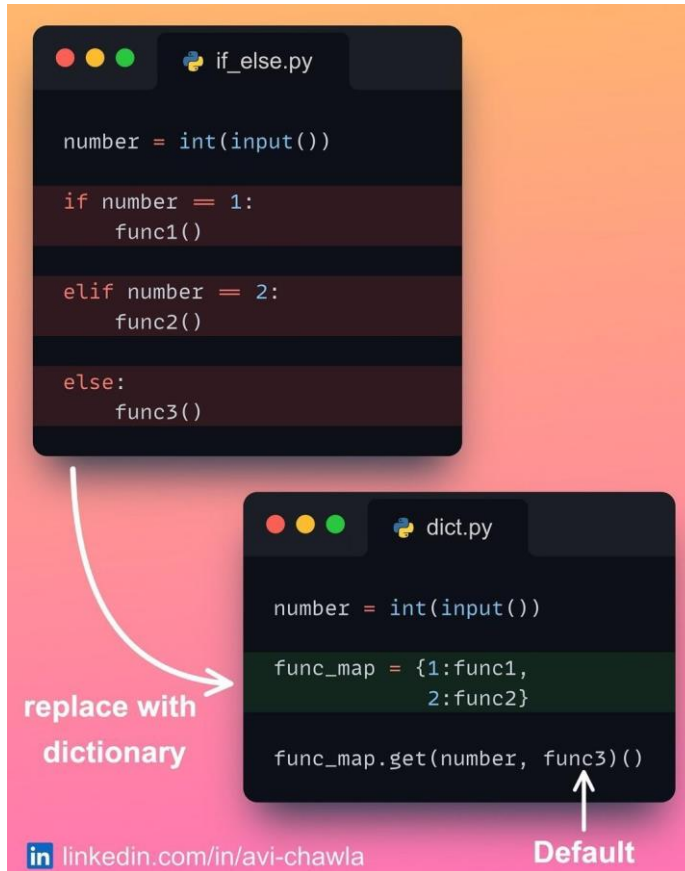 if_else.py
number = int(input())
if number == 1:
    func1()
elif number == 2:
    func2()
else:
    func3()
dict.py
number = int(input())
func_map = {1:func1,
            2:func2}
func_map.get(number, func3)()
replace with
dictionary
Default
in linkedin.com/in/avi-chawla